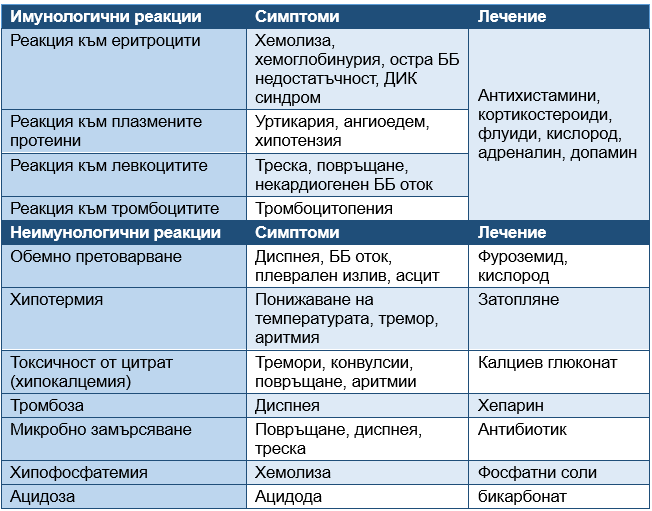 Имунологични реакции Симптоми Лечение
Реакция към еритроцити
Хемолиза,
хемоглобинурия, остра ББ
недостатъчност, ДИК
синдром
Антихистамини,
кортикостероиди,
флуиди, кислород,
адреналин, допамин
Реакция към плазмените
протеини
Уртикария, ангиоедем,
хипотензия
Реакция към левкоцитите
Треска, повръщане,
некардиогенен ББ оток
Реакция към тромбоцитите
Тромбоцитопения
Неимунологични реакции Симптоми Лечение
Обемно претоварване
Диспнея, ББ оток,
плеврален излив, асцит
Фуроземид,
кислород
Хипотермия
Понижаване на
температурата, тремор,
аритмия
Затопляне
Токсичност от цитрат
(хипокалцемия)
Тремори, конвулсии,
повръщане, аритмии
Калциев глюконат
Тромбоза
Диспнея
Хепарин
Микробно замърсяване
Повръщане, диспнея,
треска
Антибиотик
Хипофосфатемия
Хемолиза
Фосфатни соли
Ацидоза
Ацидода
бикарбонат